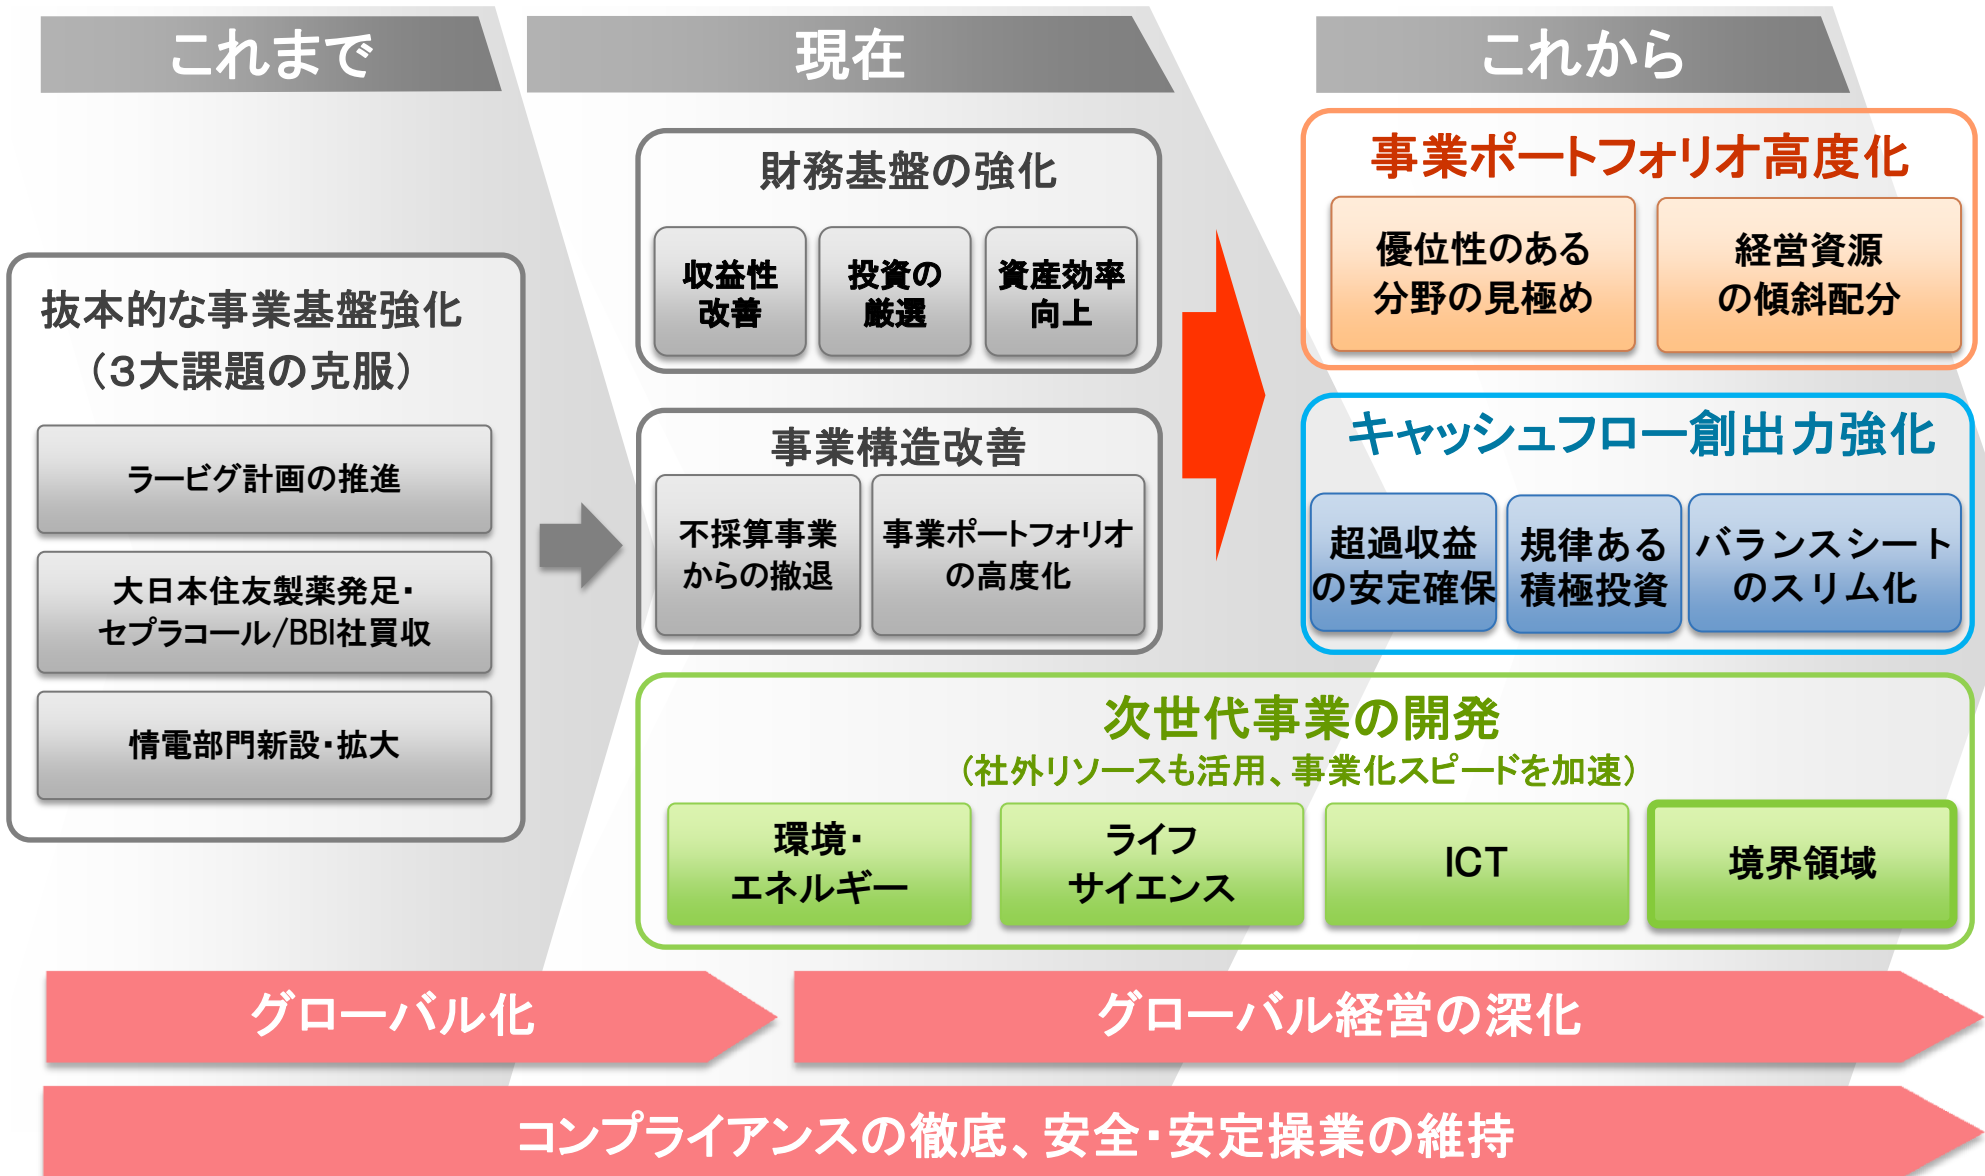 これまで
抜本的な事業基盤強化
（３大課題の克服）
ラービグ計画の推進
大日本住友製薬発足・
セプラコール/BBI社買収
情電部門新設・拡大
現在
財務基盤の強化
収益性
改善
投資の
厳選
資産効率
向上
事業構造改善
不採算事業
からの撤退
事業ポートフォリオ
の高度化
これから
事業ポートフォリオ高度化
優位性のある
分野の見極め
経営資源
の傾斜配分
キャッシュフロー創出力強化
超過収益
の安定確保
規律ある
積極投資
バランスシート
のスリム化
次世代事業の開発
（社外リソースも活用、事業化スピードを加速）
環境・
エネルギー
ライフ
サイエンス
ICT
境界領域
グローバル化
グローバル経営の深化
コンプライアンスの徹底、安全・安定操業の維持